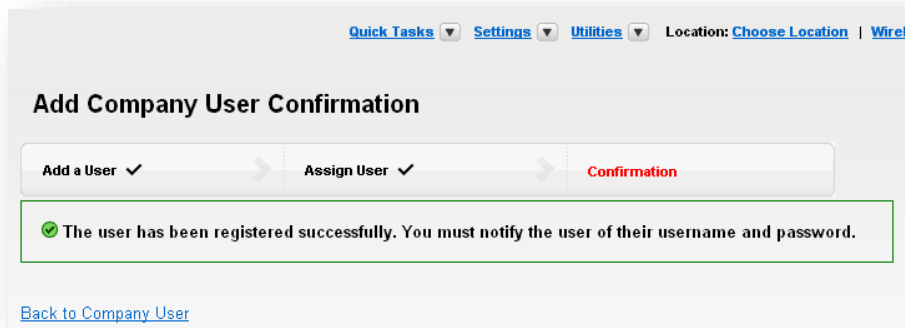 Quick Tasks Settings Utilities Location: Choose Location |
Add Company User Confirmation
Add a User Assign User Confirmation
The user has been registered successfully. You must notify the user of their username and password.
Back to Company User